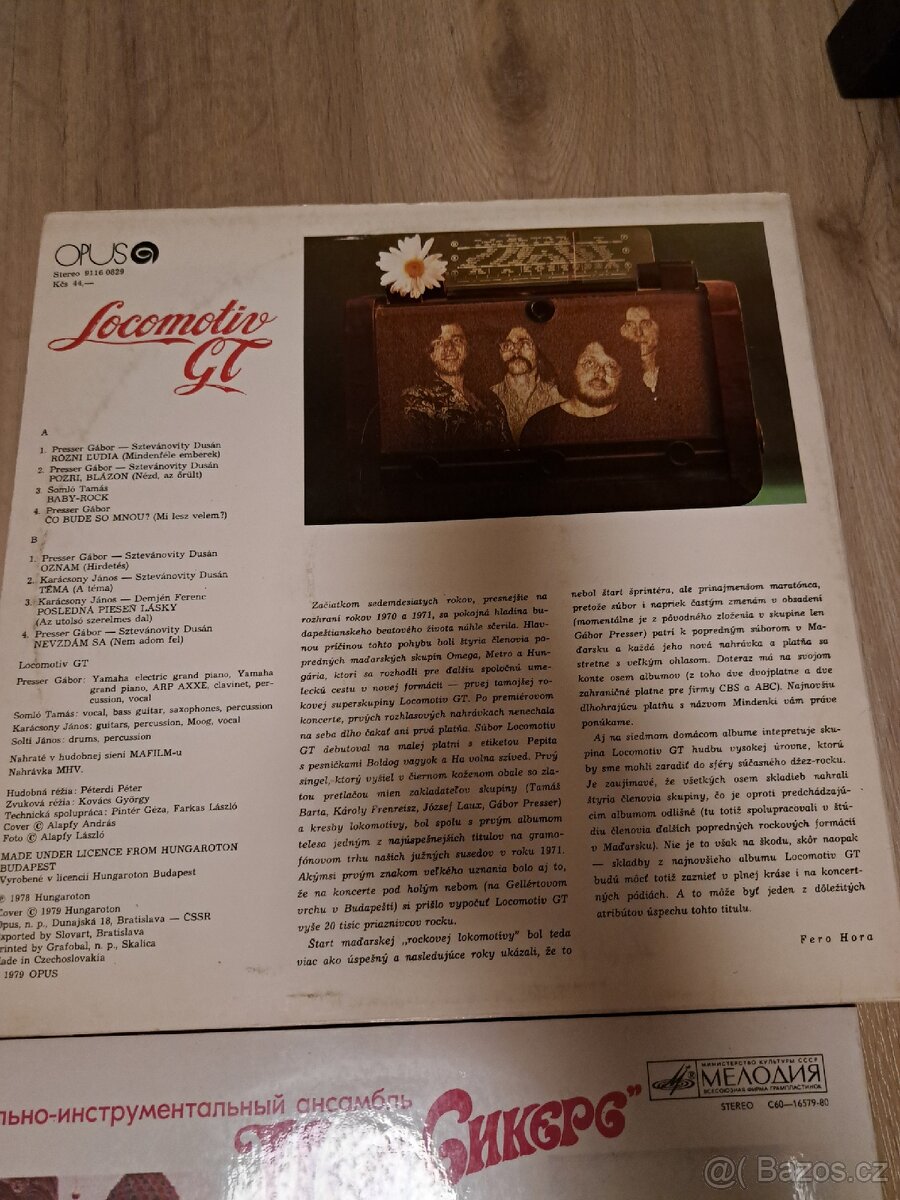 OPUS
Stereo 9116 0829
Kčs 44,—
Locomotiv
GT
A
1. Presser Gábor — Sztevánovity Dusán
RÔZNI ĽUDIA (Mindenféle emberek)
2. Presser Gábor — Sztevánovity Dusán
POZRI, BLÁZON (Nézd, az őrült)
3. Somló Tamás
BABY-ROCK
4. Presser Gábor
ČO BUDE SO MNOU? (Mi lesz velem?)
B
1. Presser Gábor — Sztevánovity Dusán
OZNAM (Hirdetés)
2. Karácsony János — Sztevánovity Dusán
TÉMA (A téma)
3. Karácsony János — Demjén Ferenc
POSLEDNÁ PIESEŇ LÁSKY
(Az utolsó szerelmes dal)
4. Presser Gábor — Sztevánovity Dusán
NEVZDÁM SA (Nem adom fel)
Locomotiv GT
Presser Gábor: Yamaha electric grand piano, Yamaha
grand piano, ARP AXXE, clavinet, per-
cussion, vocal
Somló Tamás: vocal, bass guitar, saxophones, percussion
Karácsony János: guitars, percussion, Moog, vocal
Solti János: drums, percussion
Nahraté v hudobnej sieni MAFILM-u
Nahrávka MHV.
Hudobná réžia: Péterdi Péter
Zvuková réžia: Kovács György
Technická spolupráca: Pintér Géza, Farkas László
Cover © Alapfy András
Foto © Alapfy László
MADE UNDER LICENCE FROM HUNGAROTON
BUDAPEST
Vyrobené v licencii Hungaroton Budapest
℗ 1978 Hungaroton
Cover © 1979 Hungaroton
Opus, n. p., Dunajská 18, Bratislava — ČSSR
Exported by Slovart, Bratislava
Printed by Grafobal, n. p., Skalica
Made in Czechoslovakia
1979 OPUS
Začiatkom sedemdesiatych rokov, presnejšie na
rozhraní rokov 1970 a 1971, sa pokojná hladina bu-
dapeštianskeho beatového života náhle sčerila. Hlav-
nou príčinou tohto pohybu boli štyria členovia po-
predných maďarských skupín Omega, Metro a Hun-
gária, ktorí sa rozhodli pre ďalšiu spoločnú ume-
leckú cestu v novej formácii — prvej tamojšej ro-
ckovej superskupiny Locomotiv GT. Po premiérovom
koncerte, prvých rozhlasových nahrávkach nenechala
na seba dlho čakať ani prvá platňa. Súbor Locomotiv
GT debutoval na malej platni s etiketou Pepita
s pesničkami Boldog vagyok a Ha volna szíved. Prvý
singel, ktorý vyšiel v čiernom koženom obale so zla-
tou pretlačou mien zakladateľov skupiny (Tamás
Barta, Károly Frenreisz, József Laux, Gábor Presser)
a kresby lokomotívy, bol spolu s prvým albumom
telesa jedným z najúspešnejších titulov na gramo-
fónovom trhu našich južných susedov v roku 1971.
Akýmsi prvým znakom veľkého uznania bolo aj to,
že na koncerte pod holým nebom (na Gellértovom
vrchu v Budapešti) si prišlo vypočuť Locomotiv GT
vyše 20 tisíc priaznivcov rocku.
Štart maďarskej „rockovej lokomotívy" bol teda
viac ako úspešný a nasledujúce roky ukázali, že to
nebol štart šprintéra, ale prinajmenšom maratónca,
pretože súbor i napriek častým zmenám v obsadení
(momentálne je z pôvodného zloženia v skupine len
Gábor Presser) patrí k popredným súborom v Ma-
ďarsku a každá jeho nová nahrávka a platňa sa
stretne s veľkým ohlasom. Doteraz má na svojom
konte osem albumov (z toho dve dvojplatne a dve
zahraničné platne pre firmy CBS a ABC). Najnovšiu
dlhohrajúcu platňu s názvom Mindenki vám práve
ponúkame.
Aj na siedmom domácom albume intepretuje sku-
pina Locomotiv GT hudbu vysokej úrovne, ktorú
by sme mohli zaradiť do sféry súčasného džez-rocku.
Je zaujímavé, že všetkých osem skladieb nahrali
štyria členovia skupiny, čo je oproti predchádzajú-
cim albumom odlišné (tu totiž spolupracovali v štú-
diu členovia ďalších popredných rockových formácií
v Maďarsku). Nie je to však na škodu, skôr naopak
— skladby z najnovšieho albumu Locomotiv GT
budú môcť totiž zaznieť v plnej kráse i na koncert-
ných pódiách. A to môže byť jeden z dôležitých
atribútov úspechu tohto titulu.
Fero Hora
МИНИСТЕРСТВО КУЛЬТУРЫ СССР
МЕЛОДИЯ
ВСЕСОЮЗНАЯ ФИРМА ГРАМПЛАСТИНОК
STEREO С60—16579-80
льно-инструментальный ансамбль
Сикерс"
@( Bazos.cz